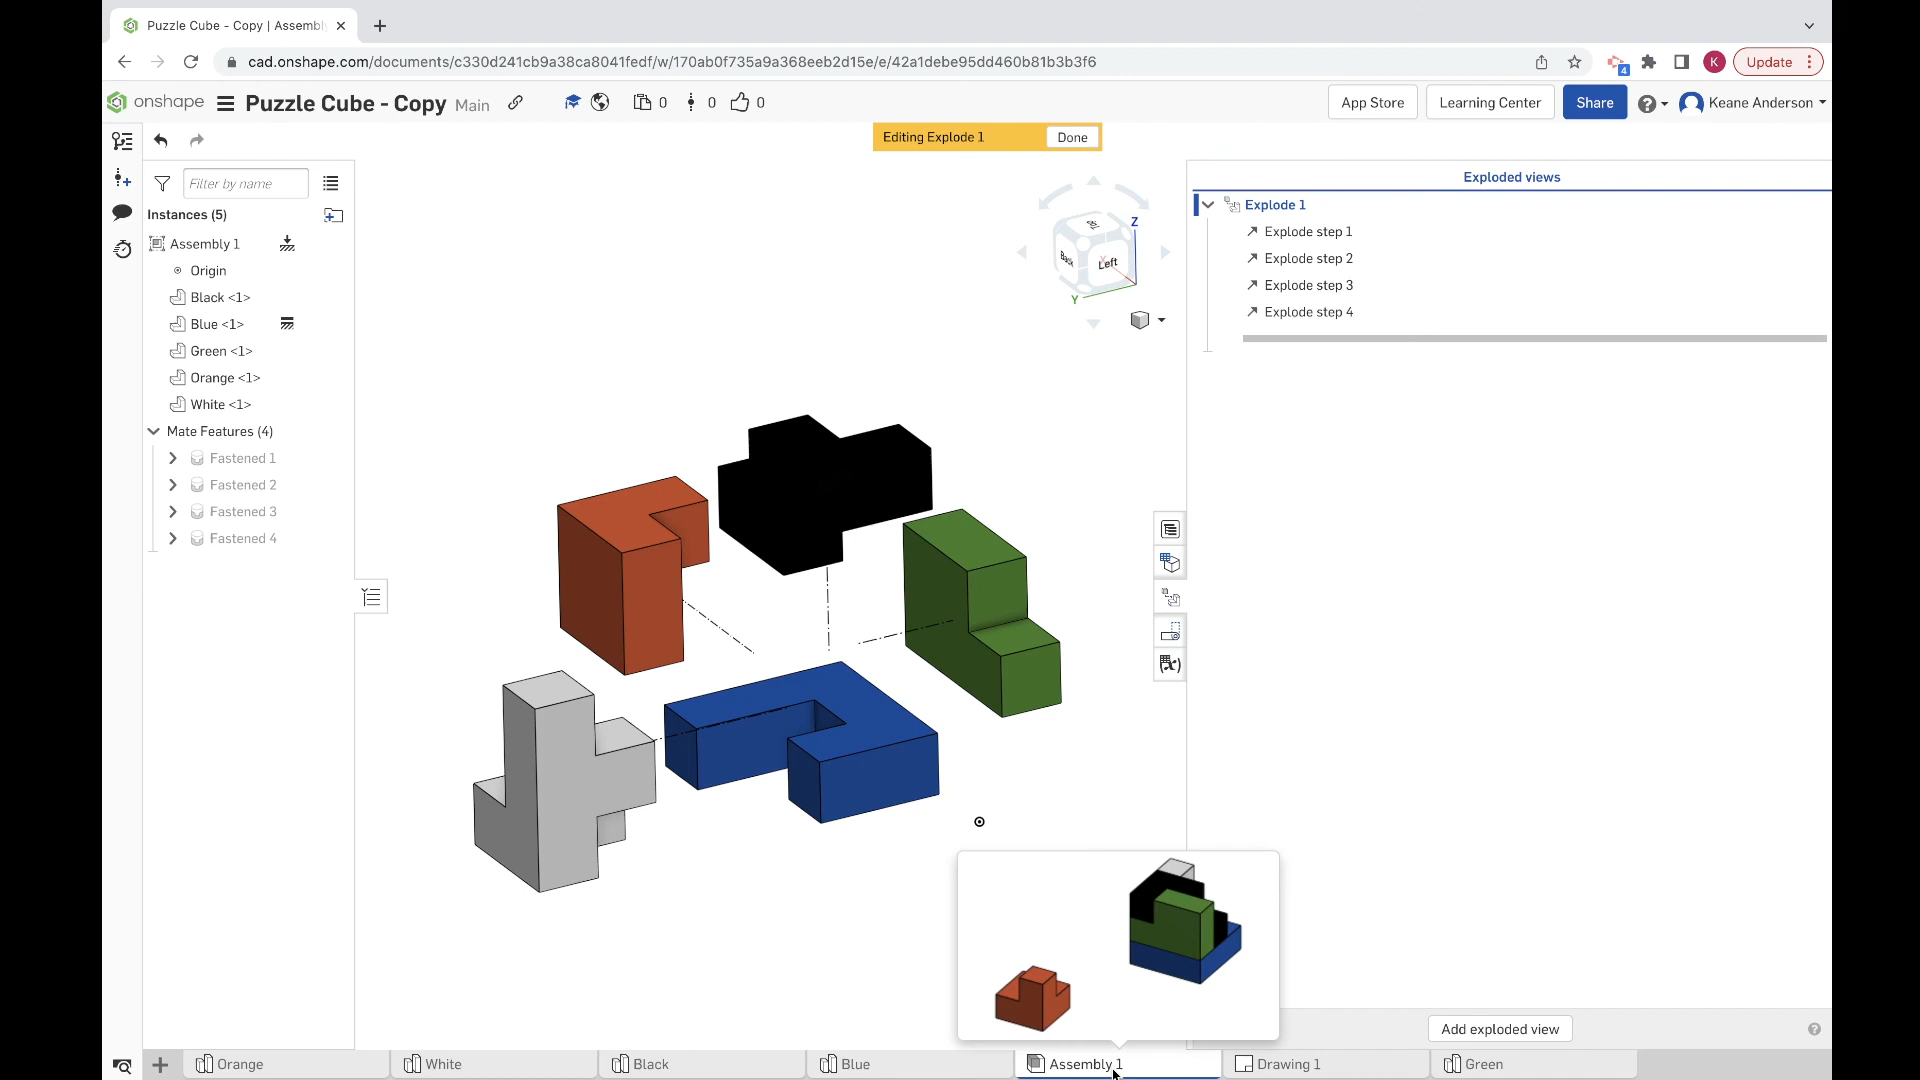 Puzzle Cube - Copy | Assembl
cad.onshape.com/documents/c330d241cb9a38ca8041fedf/w/170ab0f735a9a368eeb2d15e/e/42a1debe95dd460b81b3b3f6
4
K
Update
onshape
Puzzle Cube - Copy Main
0
0
0
App Store
Learning Center
Share
Keane Anderson
Editing Explode 1
Done
Filter by name
Instances (5)
Assembly 1
Origin
Black <1>
Blue <1>
Green <1>
Orange <1>
White <1>
Mate Features (4)
Fastened 1
Fastened 2
Fastened 3
Fastened 4
Z
Back
Left
X
Y
Exploded views
Explode 1
Explode step 1
Explode step 2
Explode step 3
Explode step 4
(x)
Add exploded view
Orange
White
Black
Blue
Assembly 1
Drawing 1
Green